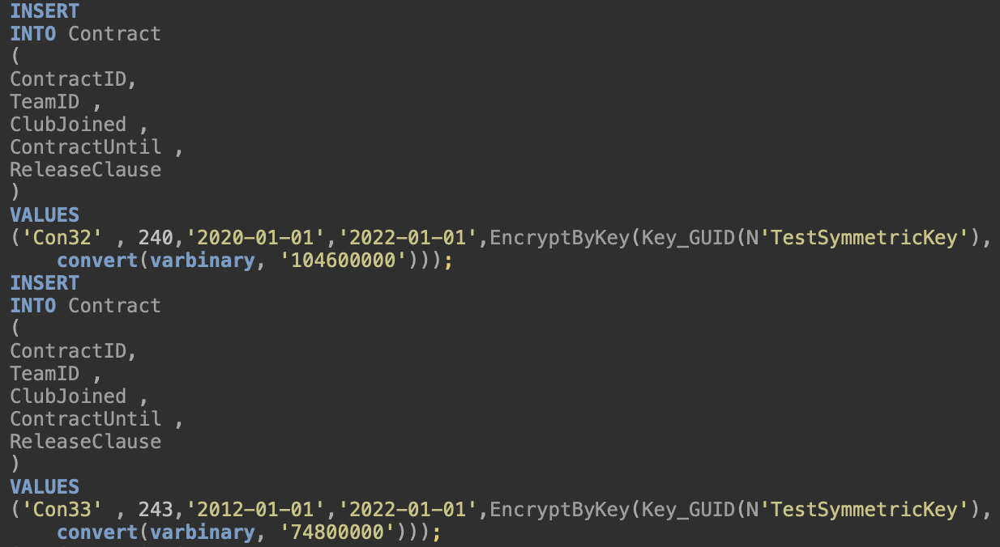 INSERT
INTO Contract
(
ContractID,
TeamID ,
ClubJoined ,
ContractUntil ,
ReleaseClause
)
VALUES
('Con32' , 240,'2020-01-01','2022-01-01',EncryptByKey(Key_GUID(N'TestSymmetricKey'),
    convert(varbinary, '104600000')));
INSERT
INTO Contract
(
ContractID,
TeamID ,
ClubJoined ,
ContractUntil ,
ReleaseClause
)
VALUES
('Con33' , 243,'2012-01-01','2022-01-01',EncryptByKey(Key_GUID(N'TestSymmetricKey'),
    convert(varbinary, '74800000')));